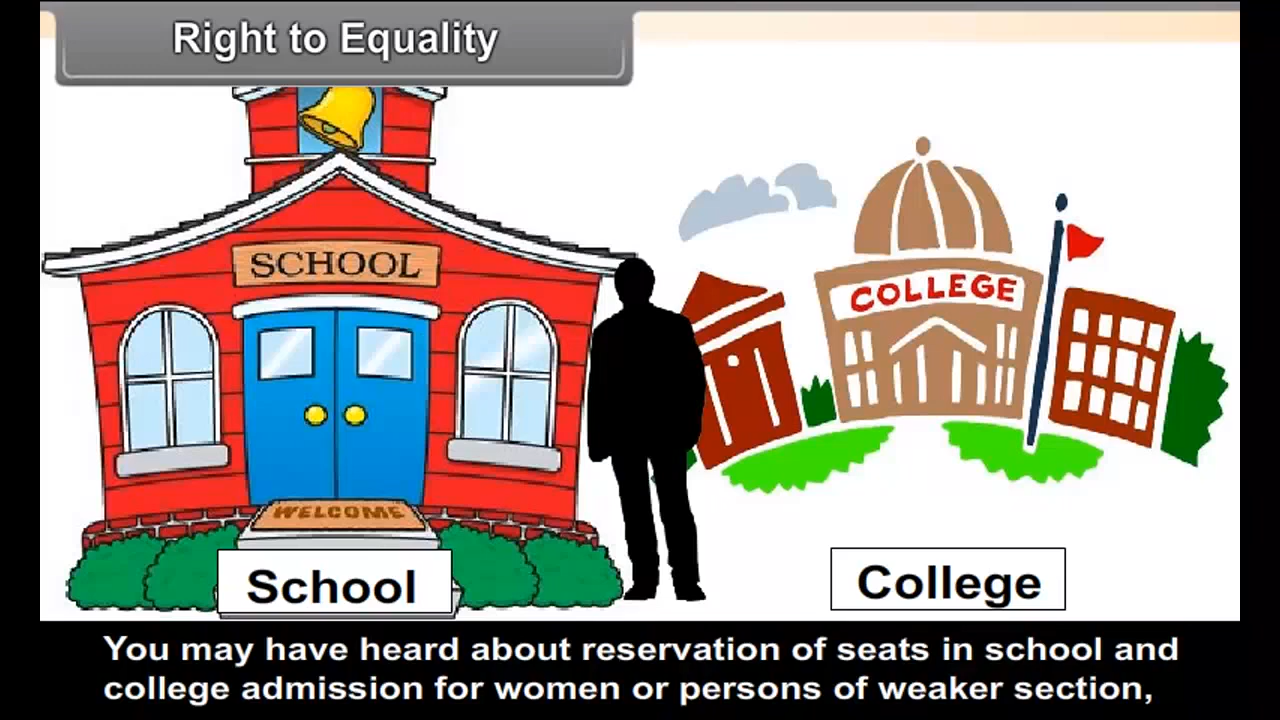 Right to Equality
SCHOOL
COLLEGE
WELCOME
School
College
You may have heard about reservation of seats in school and
college admission for women or persons of weaker section,